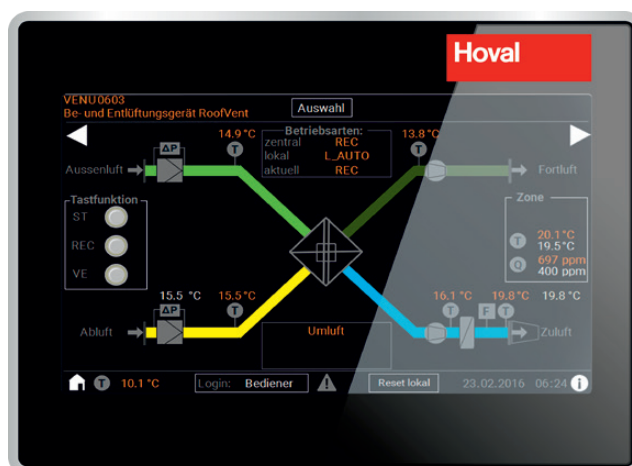 Hoval
VENU0603
Be- und Entlüftungsgerät RoofVent
Auswahl
14.9 °C
Betriebsarten:
zentral REC
lokal L_AUTO
aktuell REC
13.8 °C
ΔP
T
T
Aussenluft
Fortluft
Tastfunktion
ST
REC
VE
Zone
T 20.1 °C
19.5 °C
Q 697 ppm
400 ppm
15.5 °C
15.5 °C
16.1 °C
19.8 °C
19.8 °C
ΔP
T
T
F
T
Abluft
Umluft
Zuluft
T 10.1 °C
Login: Bediener
Reset lokal
23.02.2016 06:24
i